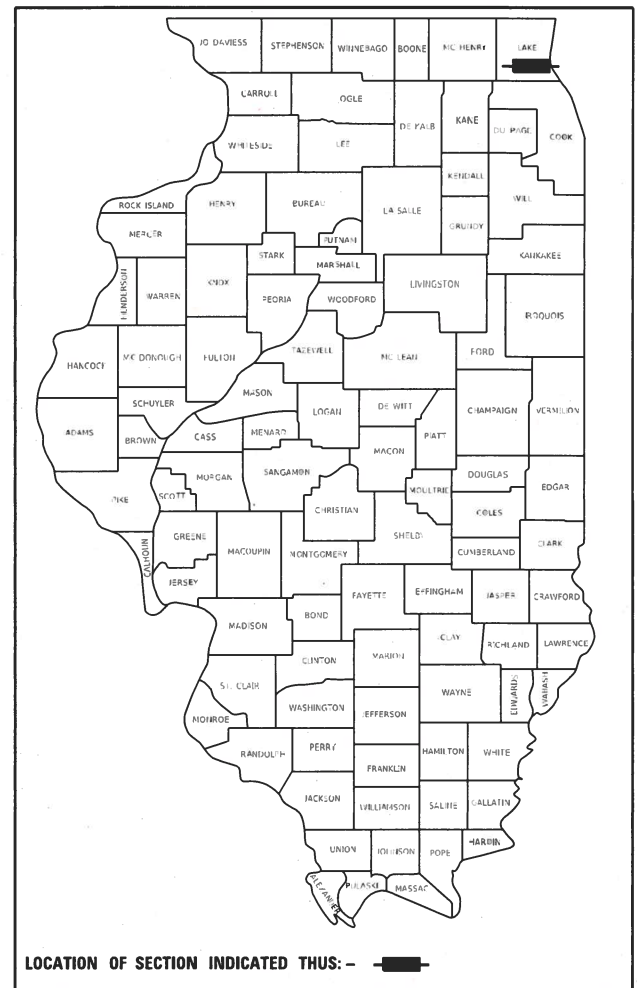 JO DAVIESS STEPHENSON WINNEBAGO BOONE MC HENRY LAKE
CARROLL OGLE DE KALB KANE DU PAGE COOK
WHITESIDE LEE
KENDALL
ROCK ISLAND HENRY BUREAU LA SALLE WILL
GRUNDY
MERCER PUTNAM
STARK MARSHALL KANKAKEE
HENDERSON WARREN KNOX PEORIA WOODFORD LIVINGSTON IROQUOIS
HANCOCK MC DONOUGH FULTON TAZEWELL MC LEAN FORD
MASON
SCHUYLER LOGAN DE WITT CHAMPAIGN VERMILION
ADAMS BROWN CASS MENARD PIATT
MACON
PIKE SCOTT MORGAN SANGAMON MOULTRIE DOUGLAS EDGAR
CHRISTIAN COLES
GREENE SHELBY
CALHOUN MACOUPIN MONTGOMERY CUMBERLAND CLARK
JERSEY FAYETTE EFFINGHAM JASPER CRAWFORD
MADISON BOND CLAY RICHLAND LAWRENCE
CLINTON MARION
ST. CLAIR WAYNE EDWARDS WABASH
MONROE WASHINGTON JEFFERSON
RANDOLPH PERRY HAMILTON WHITE
FRANKLIN
JACKSON WILLIAMSON SALINE GALLATIN
UNION JOHNSON POPE HARDIN
ALEXANDER PULASKI MASSAC
LOCATION OF SECTION INDICATED THUS: -